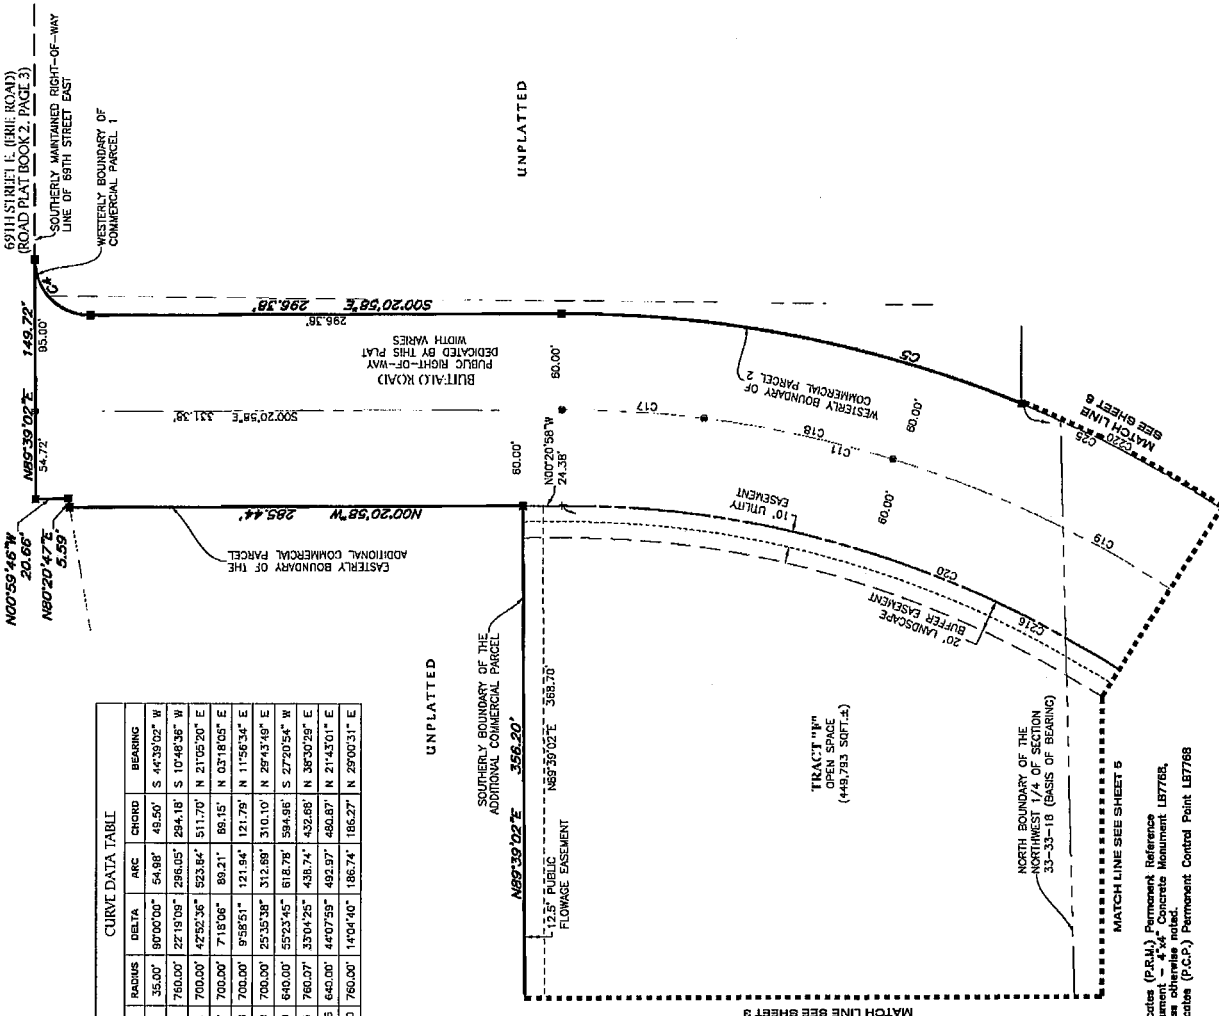 69TH STREET E. (ERIE ROAD)
(ROAD PLAT BOOK 2, PAGE 3)
SOUTHERLY MAINTAINED RIGHT-OF-WAY
LINE OF 69TH STREET EAST
WESTERLY BOUNDARY OF
COMMERCIAL PARCEL 1
UNPLATTED
N89°39'02"E 149.72'
54.72'
95.00'
N00°59'46"W
20.66'
N80°20'47"E
5.59'
S00°20'58"E 296.38'
296.36'
BUFFALO ROAD
PUBLIC RIGHT-OF-WAY
DEDICATED BY THIS PLAT
WIDTH VARIES
S00°20'58"E 331.38'
N00°20'58"W 285.44'
EASTERLY BOUNDARY OF THE
ADDITIONAL COMMERCIAL PARCEL
60.00'
60.00'
N00°20'58"W
24.38'
WESTERLY BOUNDARY OF
COMMERCIAL PARCEL 2
C5
C17
C18
C11
60.00'
60.00'
10' UTILITY
EASEMENT
C20
20' LANDSCAPE
BUFFER EASEMENT
C216
C19
C25
C220
MATCH LINE
SEE SHEET 6
UNPLATTED
SOUTHERLY BOUNDARY OF THE
ADDITIONAL COMMERCIAL PARCEL
N89°39'02"E 356.20'
N89°39'02"E 368.70'
12.5' PUBLIC
FLOWAGE EASEMENT
TRACT "F"
OPEN SPACE
(449,793 SQFT.±)
NORTH BOUNDARY OF THE
NORTHWEST 1/4 OF SECTION
33-33-18 (BASIS OF BEARING)
MATCH LINE SEE SHEET 5
MATCH LINE SEE SHEET
CURVE DATA TABLE
RADIUS DELTA ARC CHORD BEARING
35.00' 90°00'00" 54.98' 49.50' S 44°39'02" W
760.00' 22°19'09" 296.05' 294.18' S 10°48'36" W
700.00' 42°52'36" 523.84' 511.70' N 21°05'20" E
700.00' 7°18'06" 89.21' 89.15' N 03°18'05" E
700.00' 9°58'51" 121.94' 121.79' N 11°56'34" E
700.00' 25°35'38" 312.69' 310.10' N 29°43'49" E
640.00' 55°23'45" 618.78' 594.96' S 27°20'54" W
760.07' 33°04'25" 438.74' 432.68' N 38°30'29" E
640.00' 44°07'59" 492.97' 480.87' N 21°43'01" E
760.00' 14°04'40" 186.74' 186.27' N 29°00'31" E
cates (P.R.M.) Permanent Reference
ment - 4"x4" Concrete Monument LB7768,
ss otherwise noted.
cates (P.C.P.) Permanent Control Point LB7768